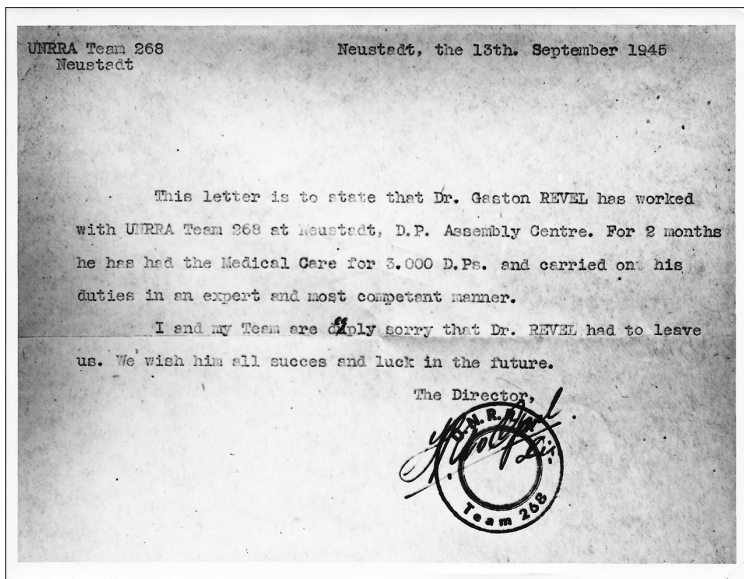 UNRRA Team 268
Neustadt
Neustadt, the 13th. September 1945
This letter is to state that Dr. Gaston REVEL has worked
with UNRRA Team 268 at Neustadt, D.P. Assembly Centre. For 2 months
he has had the Medical Care for 3.000 D.Ps. and carried ont his
duties in an expert and most competant manner.
I and my Team are deeply sorry that Dr. REVEL had to leave
us. We wish him all succes and luck in the future.
The Director,
U.N.R.R.A.
Dir.
Team 268